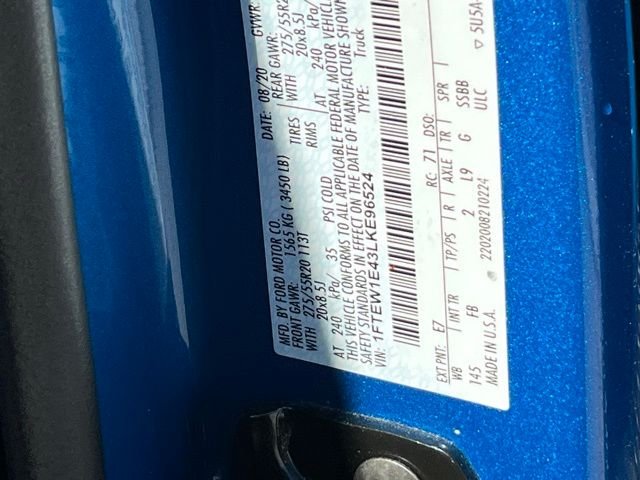 MFD. BY FORD MOTOR CO.
DATE: 08/20 GVWR:
FRONT GAWR: 1565 KG ( 3450 LB) REAR GAWR:
WITH 275/55R20 113T TIRES WITH 275/55R2
20x8.5J RIMS 20x8.5J
AT 240 kPa/ 35 PSI COLD AT 240 kPa/
THIS VEHICLE CONFORMS TO ALL APPLICABLE FEDERAL MOTOR VEHICLE
SAFETY STANDARDS IN EFFECT ON THE DATE OF MANUFACTURE SHOWN
VIN: 1FTEW1E43LKE96524 TYPE: Truck
EXT PNT: E7 RC: 71 DSO:
WB INT TR TP/PS R AXLE TR SPR
145 FB 2 L9 G SSBB
MADE IN U.S.A. 2202008210224 ULC 5U5A-